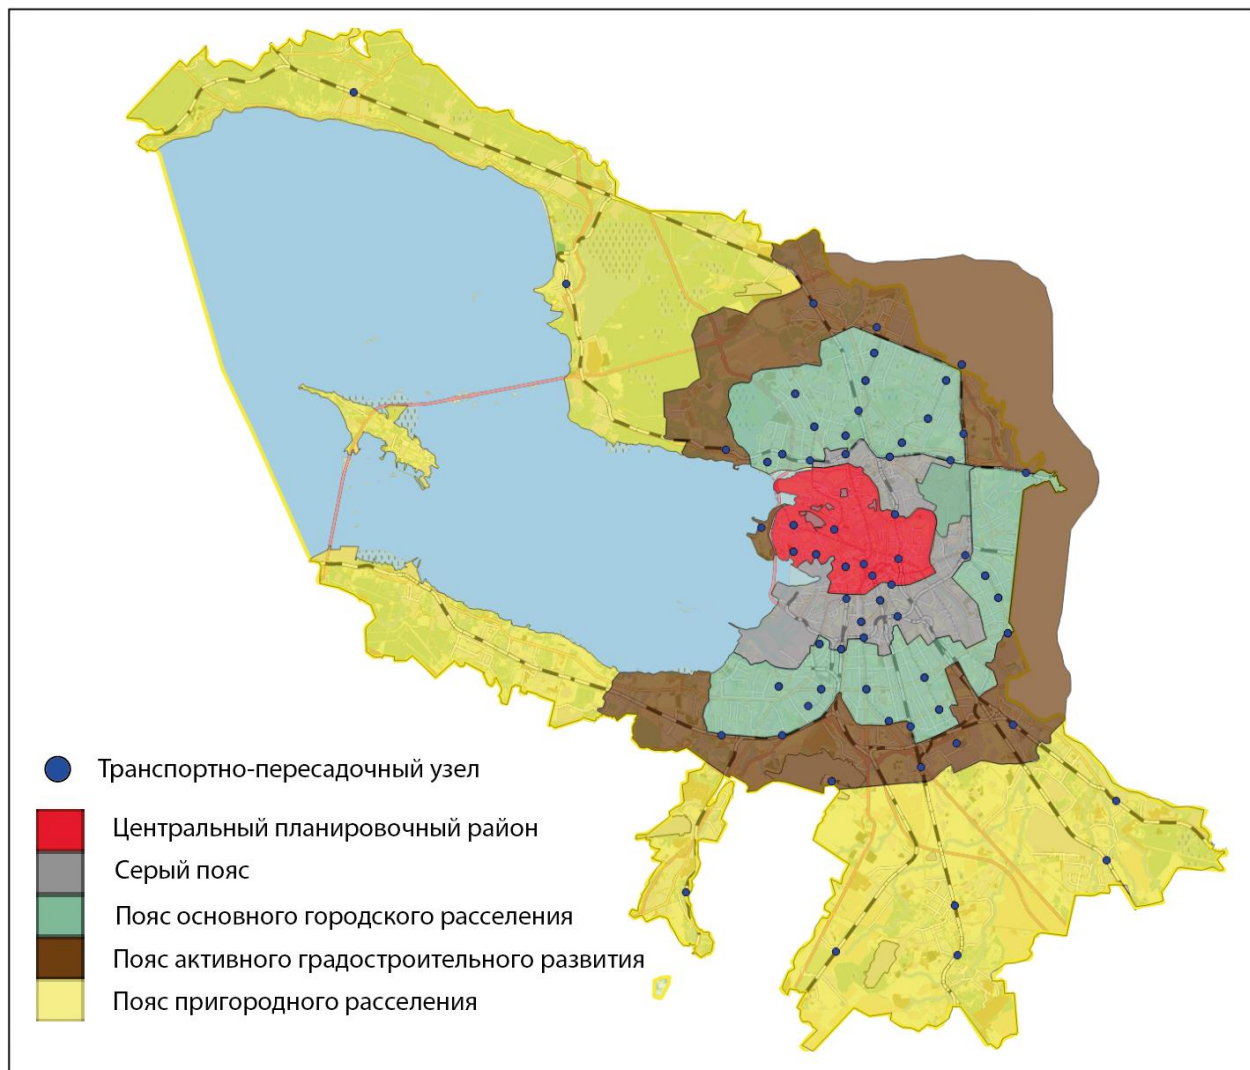 Транспортно-пересадочный узел
Центральный планировочный район
Серый пояс
Пояс основного городского расселения
Пояс активного градостроительного развития
Пояс пригородного расселения